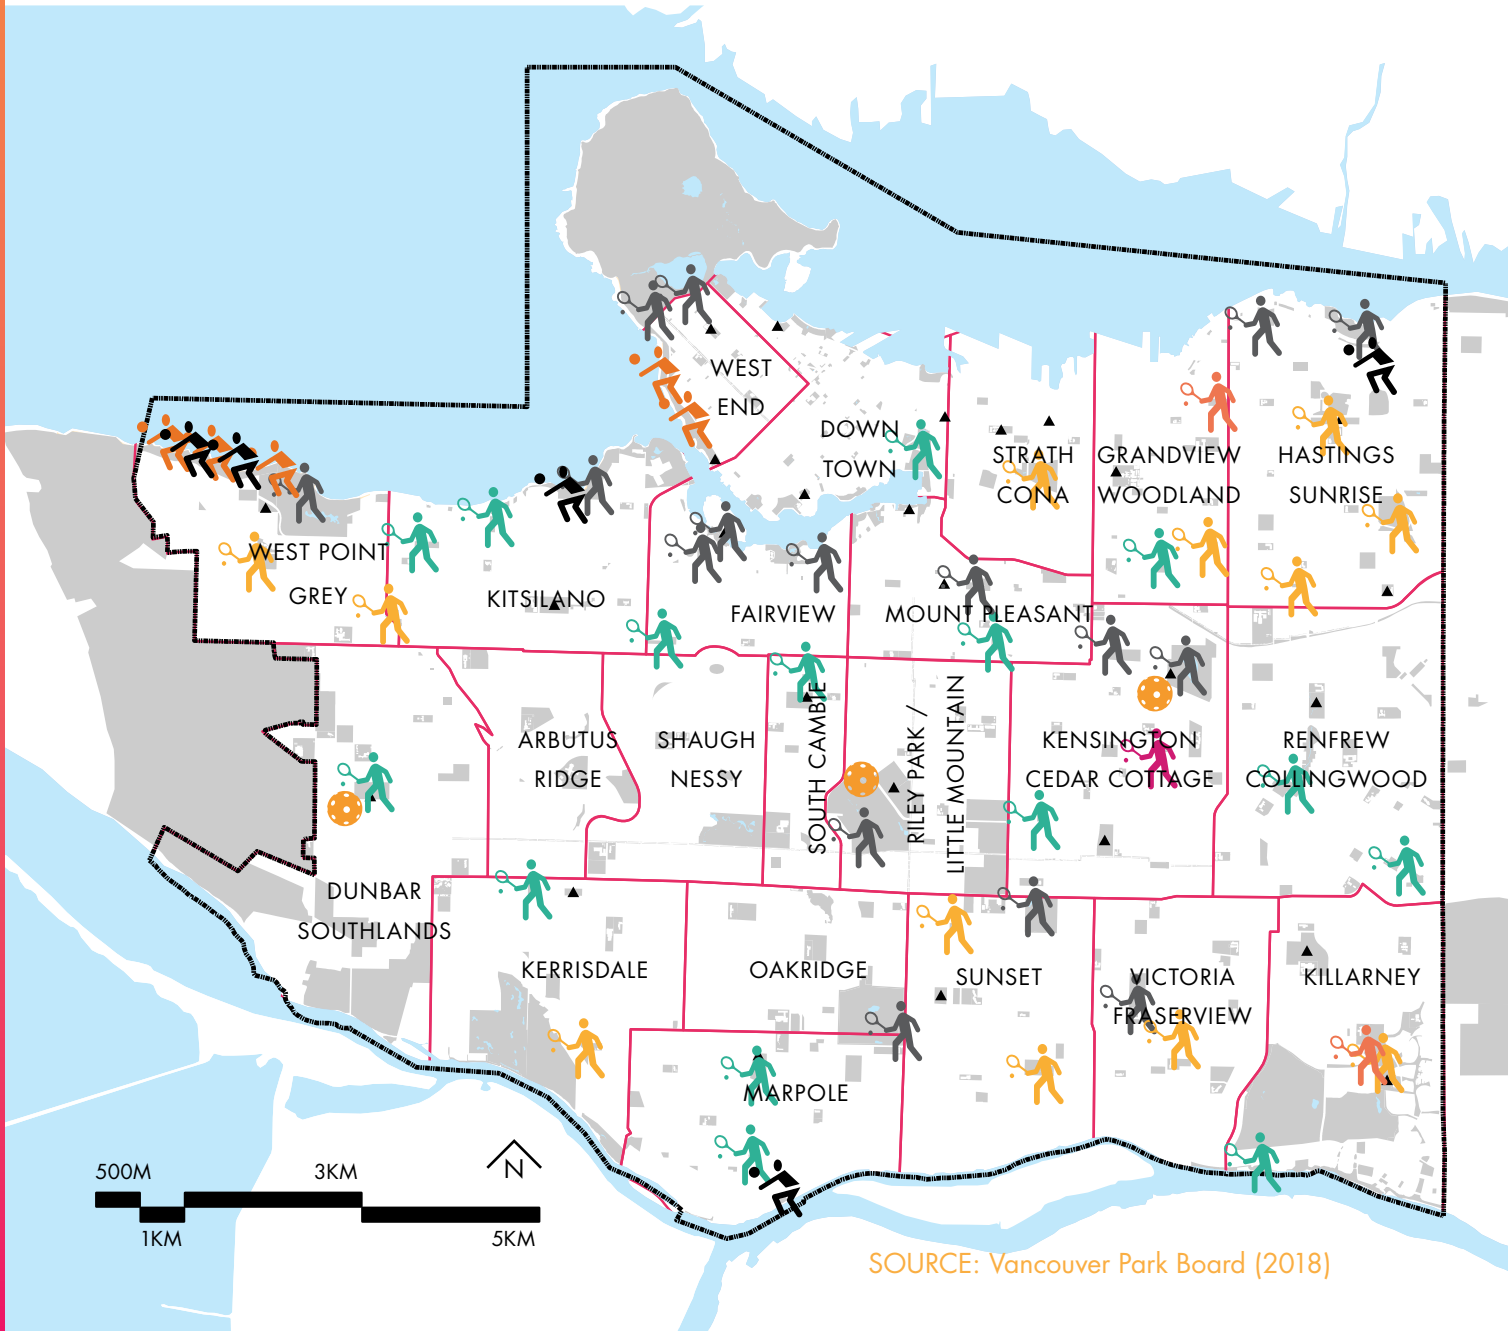 WEST
END
DOWN
TOWN
STRATH
CONA
GRANDVIEW
WOODLAND
HASTINGS
SUNRISE
WEST POINT
GREY
KITSILANO
FAIRVIEW
MOUNT PLEASANT
ARBUTUS
RIDGE
SHAUGH
NESSY
SOUTH CAMBIE
RILEY PARK /
LITTLE MOUNTAIN
KENSINGTON
CEDAR COTTAGE
RENFREW
COLLINGWOOD
DUNBAR
SOUTHLANDS
KERRISDALE
OAKRIDGE
SUNSET
VICTORIA
FRASERVIEW
KILLARNEY
MARPOLE
500M
3KM
N
1KM
5KM
SOURCE: Vancouver Park Board (2018)